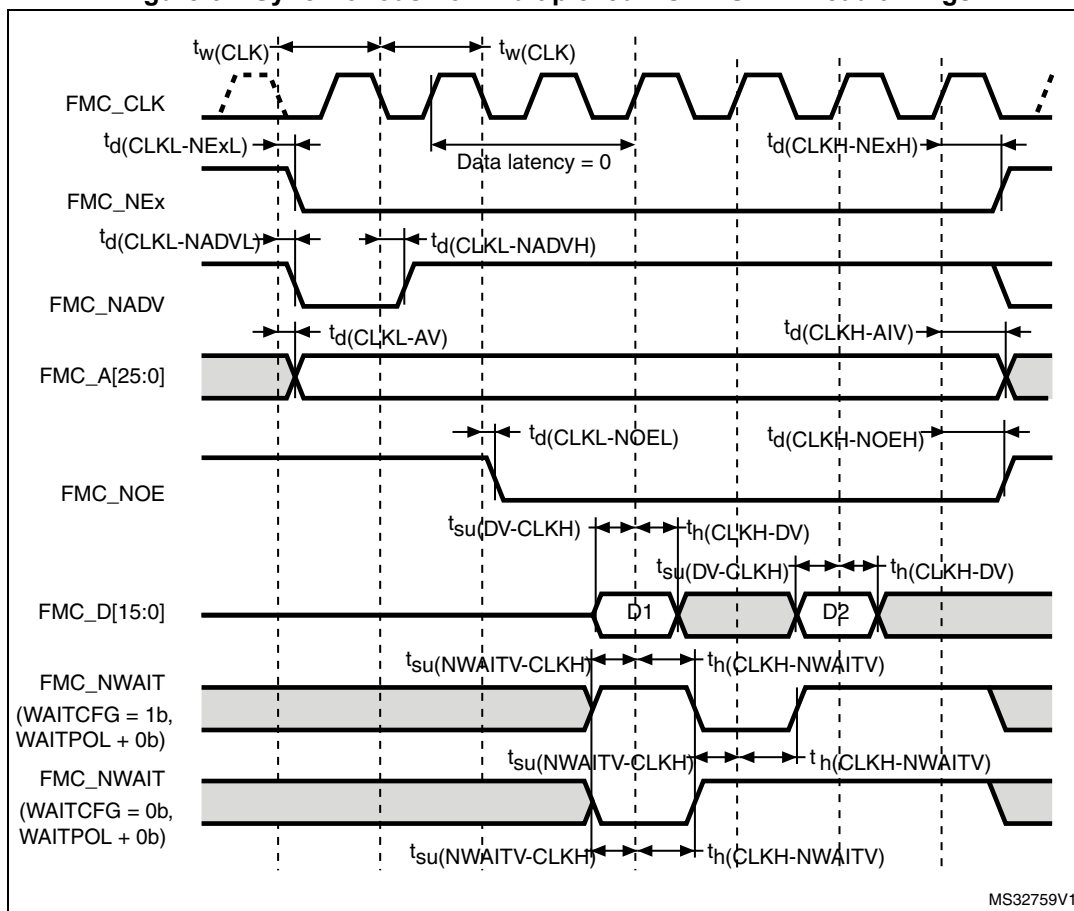 tw(CLK) tw(CLK)
FMC_CLK
td(CLKL-NExL) Data latency = 0 td(CLKH-NExH)
FMC_NEx
td(CLKL-NADVL) td(CLKL-NADVH)
FMC_NADV
td(CLKL-AV) td(CLKH-AIV)
FMC_A[25:0]
td(CLKL-NOEL) td(CLKH-NOEH)
FMC_NOE
tsu(DV-CLKH) th(CLKH-DV)
tsu(DV-CLKH) th(CLKH-DV)
FMC_D[15:0] D1 D2
tsu(NWAITV-CLKH) th(CLKH-NWAITV)
FMC_NWAIT
(WAITCFG = 1b,
WAITPOL + 0b)
tsu(NWAITV-CLKH) th(CLKH-NWAITV)
FMC_NWAIT
(WAITCFG = 0b,
WAITPOL + 0b)
tsu(NWAITV-CLKH) th(CLKH-NWAITV)
MS32759V1